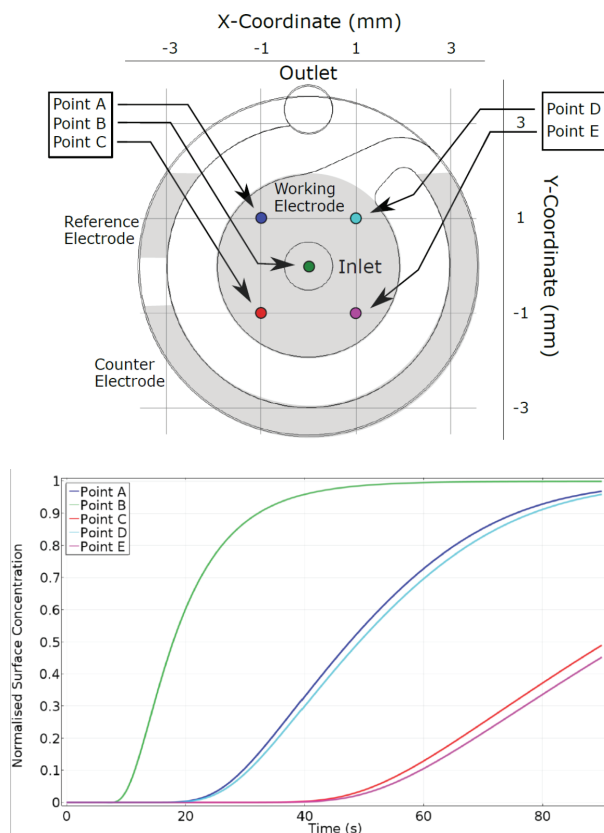 X-Coordinate (mm)
-3 -1 1 3
Outlet
Point A
Point B
Point C
Point D
Point E
3
Working
Electrode
Reference
Electrode
1
Inlet
Y-Coordinate (mm)
-1
Counter
Electrode
-3
1
Point A
Point B
Point C
Point D
Point E
0.9
0.8
0.7
0.6
0.5
0.4
0.3
0.2
0.1
0
Normalised Surface Concentration
0 20 40 60 80
Time (s)